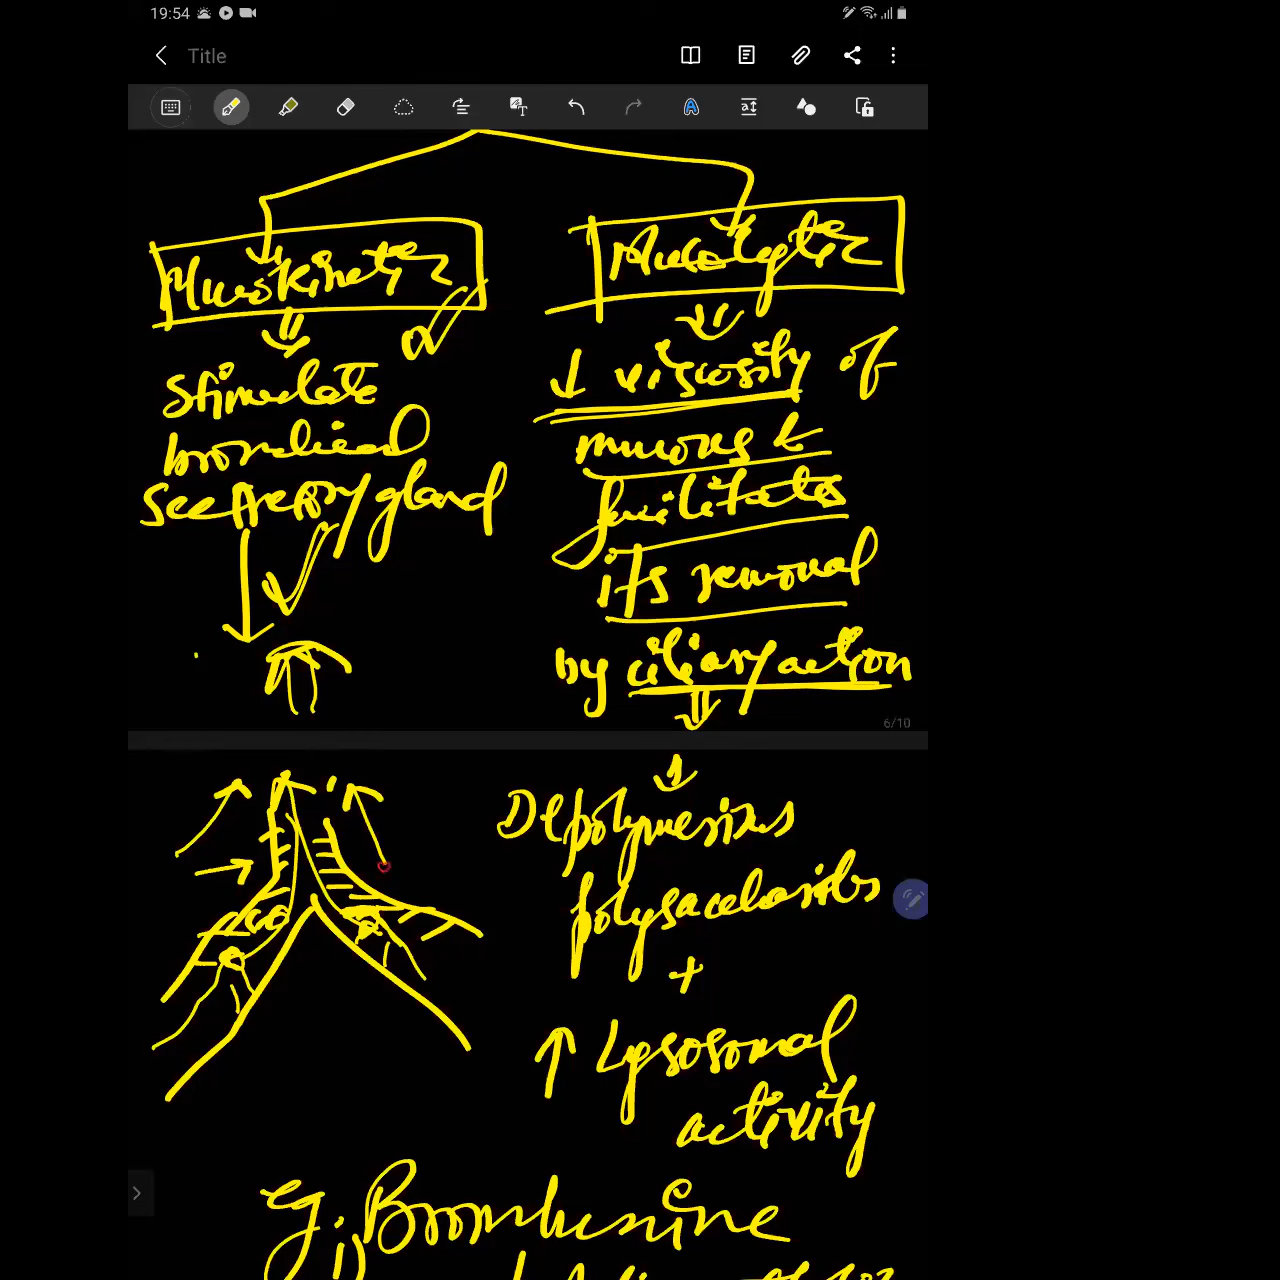 19:54
Title
Mucokinetic
Stimulate
bronchial
secretory gland
Mucolytic
↓ viscosity of
mucous &
facilitates
its removal
by ciliary action
6/10
Depolymerizes
polysaccharides
+
↑ Lysosomal
activity
eg: Bromhexine
i)